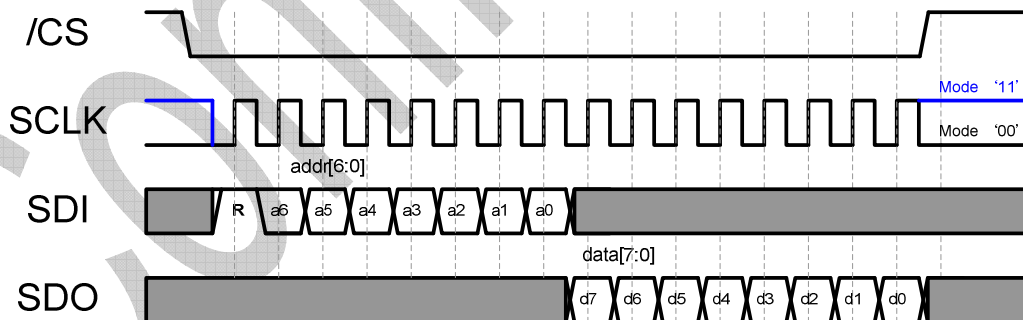 /CS
Mode '11'
SCLK
Mode '00'
addr[6:0]
SDI
R a6 a5 a4 a3 a2 a1 a0
data[7:0]
SDO
d7 d6 d5 d4 d3 d2 d1 d0